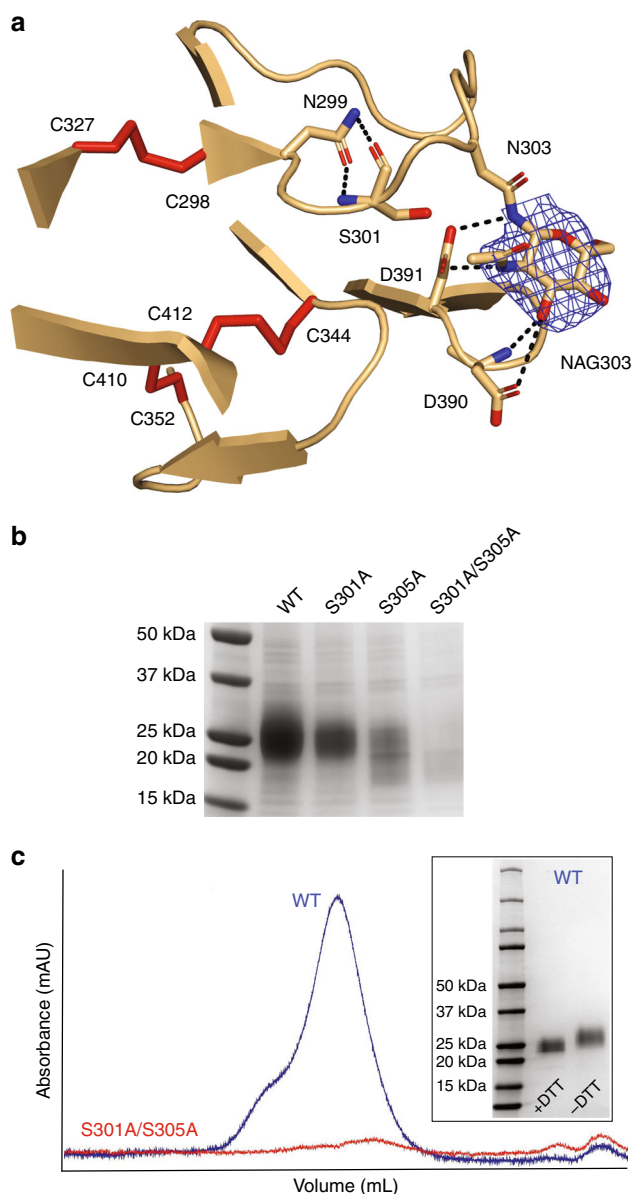 a
N299
C327
N303
C298
S301
D391
C412
C344
NAG303
C410
D390
C352
b
WT
S301A
S305A
S301A/S305A
50 kDa
37 kDa
25 kDa
20 kDa
15 kDa
c
WT
WT
50 kDa
37 kDa
25 kDa
20 kDa
15 kDa
+DTT
–DTT
Absorbance (mAU)
S301A/S305A
Volume (mL)